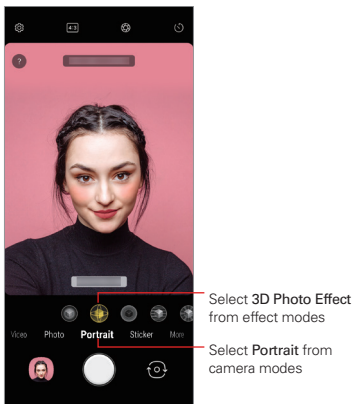 4:3
?
Select 3D Photo Effect
from effect modes
Video Photo Portrait Sticker More
Select Portrait from
camera modes